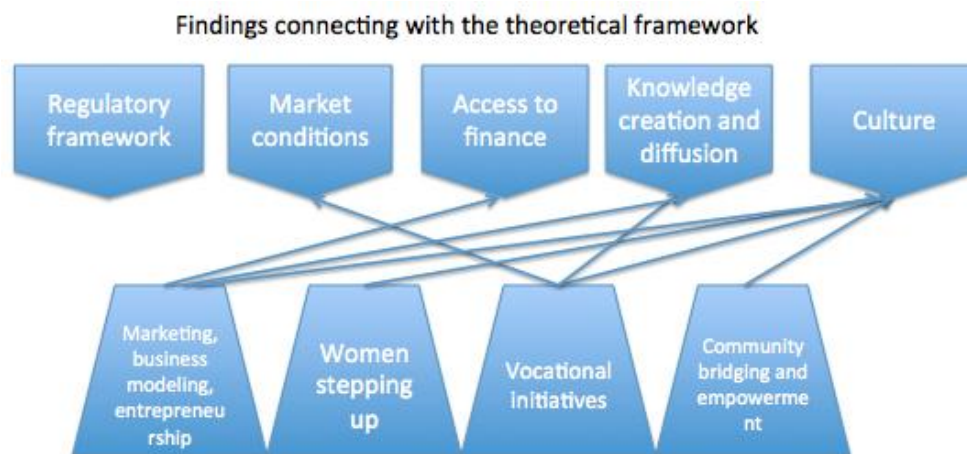 Findings connecting with the theoretical framework
Regulatory
framework
Market
conditions
Access to
finance
Knowledge
creation and
diffusion
Culture
Marketing,
business
modeling,
entrepreneu
rship
Women
stepping
up
Vocational
initiatives
Community
bridging and
empowerme
nt